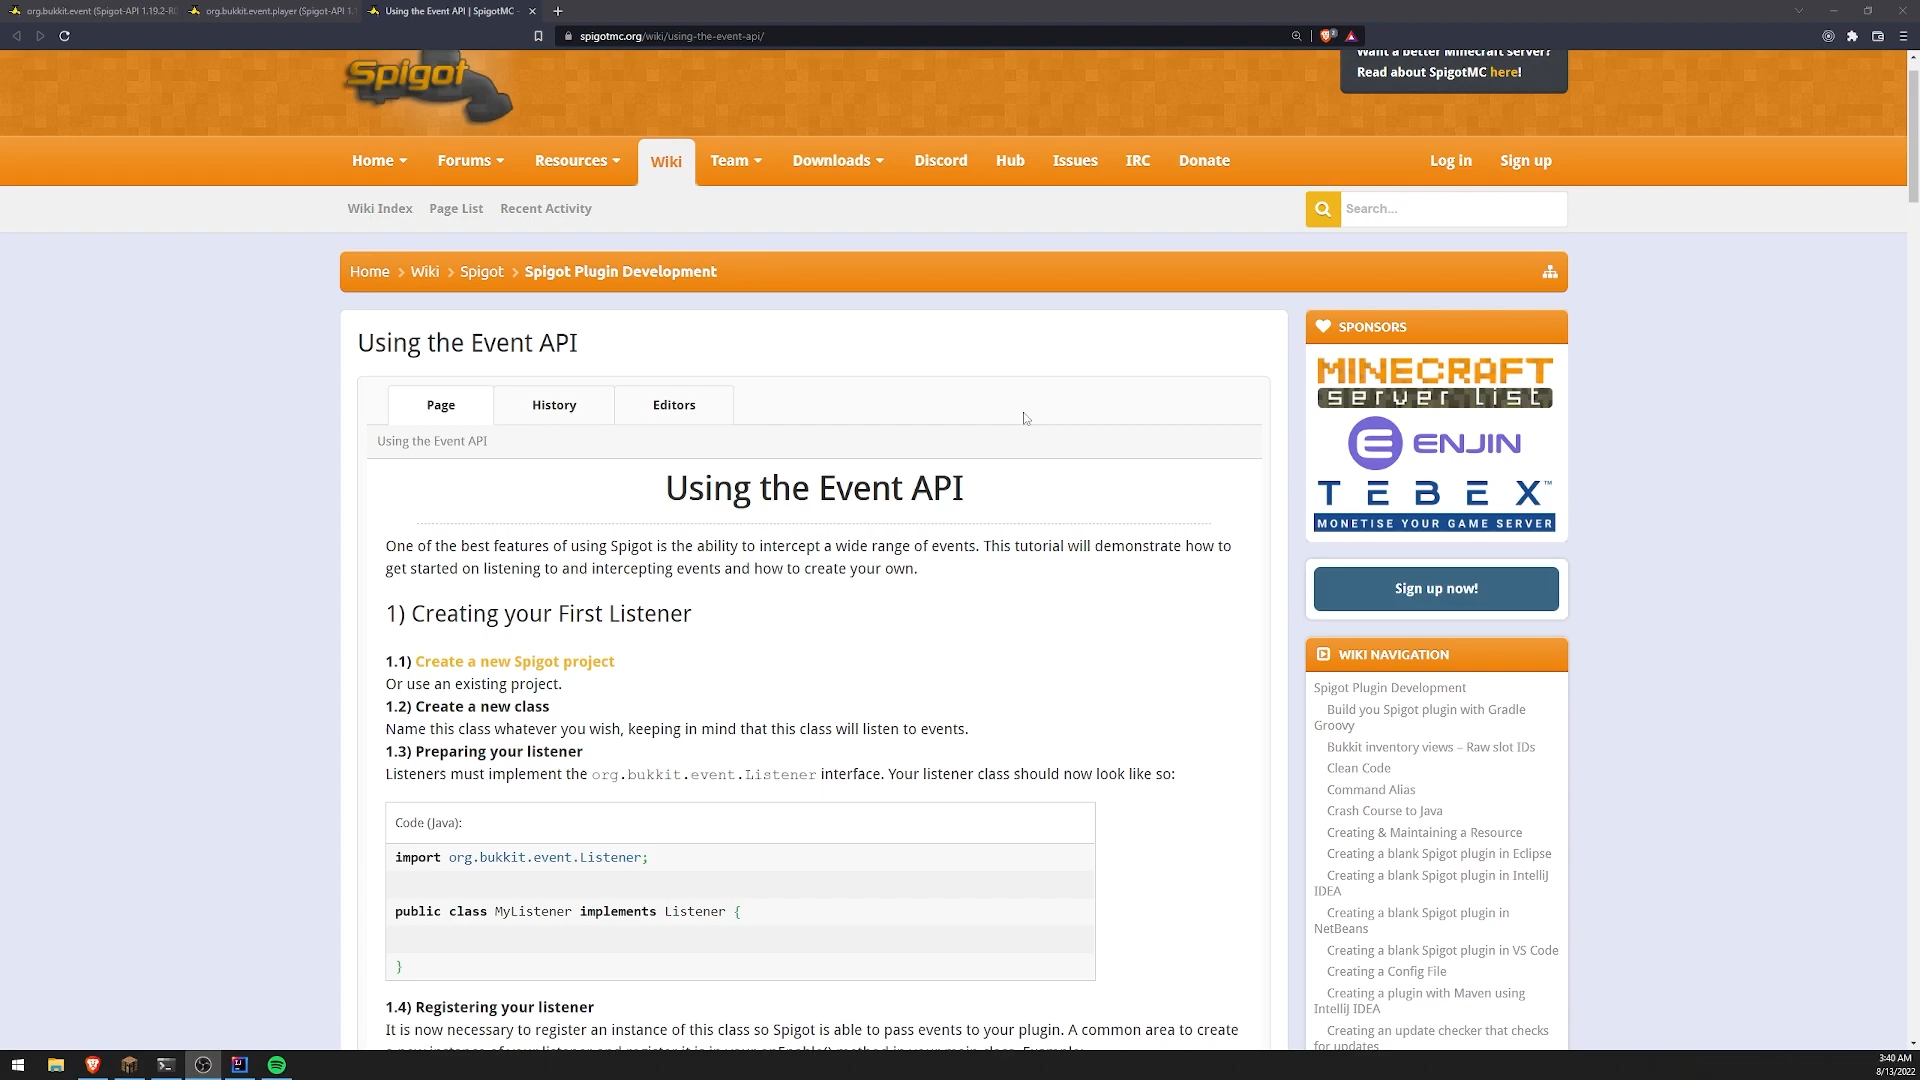 org.bukkit.event (Spigot-API 1.19.2-R0
org.bukkit.event.player (Spigot-API 1.1
Using the Event API | SpigotMC
spigotmc.org/wiki/using-the-event-api/
Spigot
Want a better Minecraft server?
Read about SpigotMC here!
Home
Forums
Resources
Wiki
Team
Downloads
Discord
Hub
Issues
IRC
Donate
Log in
Sign up
Wiki Index
Page List
Recent Activity
Search...
Home > Wiki > Spigot > Spigot Plugin Development
Using the Event API
Page
History
Editors
Using the Event API
Using the Event API
One of the best features of using Spigot is the ability to intercept a wide range of events. This tutorial will demonstrate how to
get started on listening to and intercepting events and how to create your own.
1) Creating your First Listener
1.1) Create a new Spigot project
Or use an existing project.
1.2) Create a new class
Name this class whatever you wish, keeping in mind that this class will listen to events.
1.3) Preparing your listener
Listeners must implement the org.bukkit.event.Listener interface. Your listener class should now look like so:
Code (Java):
import org.bukkit.event.Listener;
public class MyListener implements Listener {
}
1.4) Registering your listener
It is now necessary to register an instance of this class so Spigot is able to pass events to your plugin. A common area to create
SPONSORS
MINECRAFT
server list
ENJIN
TEBEX™
MONETISE YOUR GAME SERVER
Sign up now!
WIKI NAVIGATION
Spigot Plugin Development
Build you Spigot plugin with Gradle
Groovy
Bukkit inventory views – Raw slot IDs
Clean Code
Command Alias
Crash Course to Java
Creating & Maintaining a Resource
Creating a blank Spigot plugin in Eclipse
Creating a blank Spigot plugin in IntelliJ
IDEA
Creating a blank Spigot plugin in
NetBeans
Creating a blank Spigot plugin in VS Code
Creating a Config File
Creating a plugin with Maven using
IntelliJ IDEA
Creating an update checker that checks
for updates
3:40 AM
8/13/2022